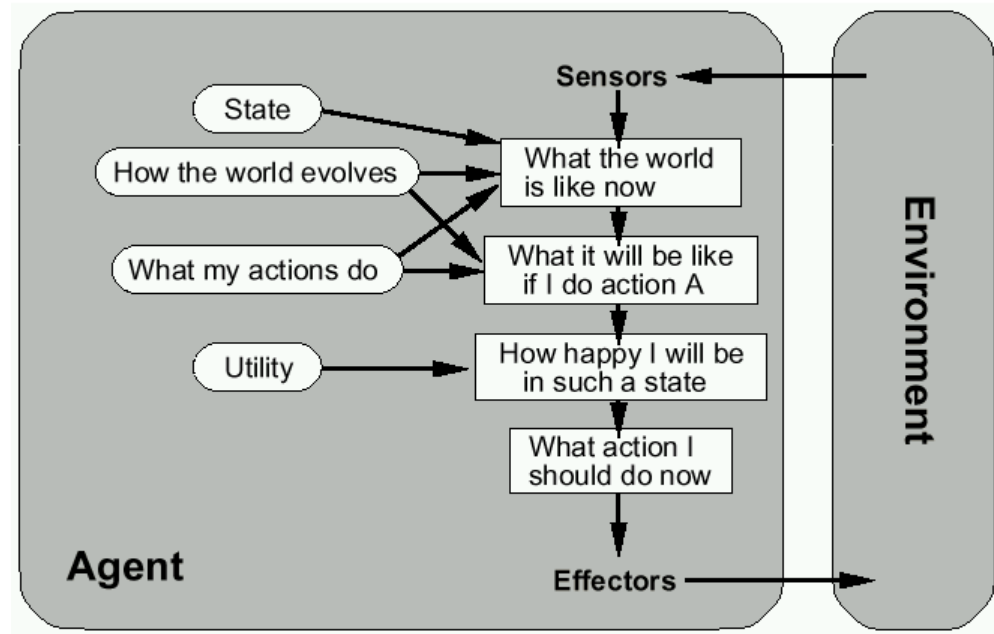 Sensors
State
What the world
is like now
How the world evolves
What my actions do
What it will be like
if I do action A
Utility
How happy I will be
in such a state
What action I
should do now
Agent
Effectors
Environment